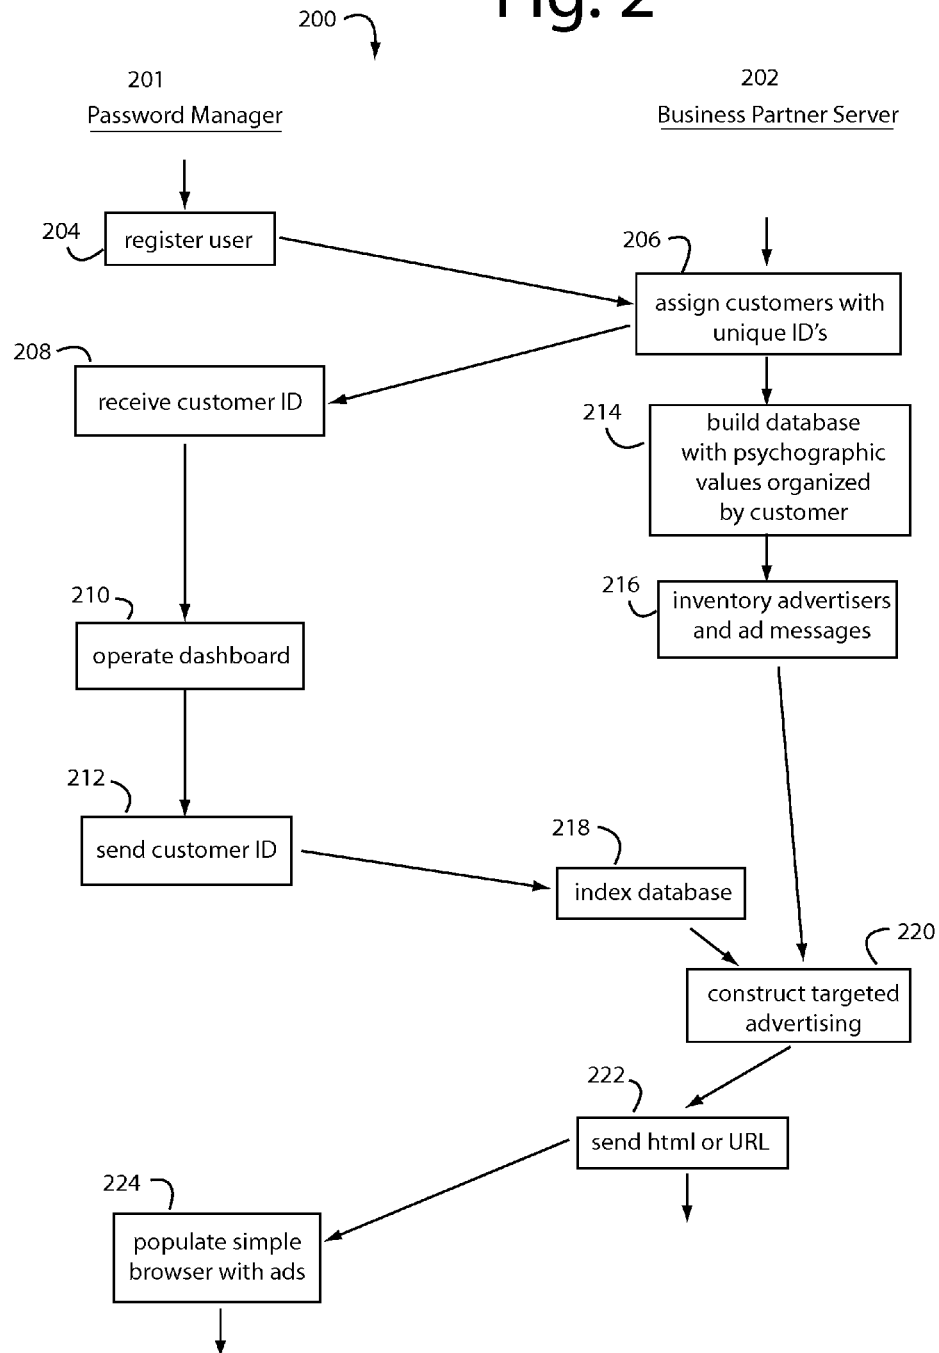 Fig. 2
200
201
Password Manager
202
Business Partner Server
204
register user
206
assign customers with
unique ID's
208
receive customer ID
214
build database
with psychographic
values organized
by customer
210
operate dashboard
216
inventory advertisers
and ad messages
212
send customer ID
218
index database
220
construct targeted
advertising
222
send html or URL
224
populate simple
browser with ads